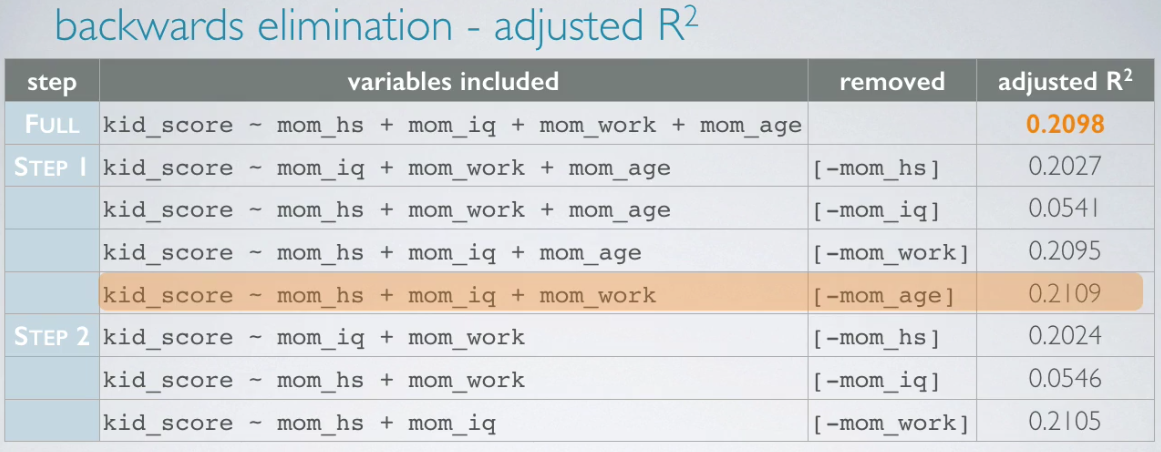 backwards elimination - adjusted R²
step variables included removed adjusted R²
FULL kid_score ~ mom_hs + mom_iq + mom_work + mom_age 0.2098
STEP 1 kid_score ~ mom_iq + mom_work + mom_age [-mom_hs] 0.2027
kid_score ~ mom_hs + mom_work + mom_age [-mom_iq] 0.0541
kid_score ~ mom_hs + mom_iq + mom_age [-mom_work] 0.2095
kid_score ~ mom_hs + mom_iq + mom_work [-mom_age] 0.2109
STEP 2 kid_score ~ mom_iq + mom_work [-mom_hs] 0.2024
kid_score ~ mom_hs + mom_work [-mom_iq] 0.0546
kid_score ~ mom_hs + mom_iq [-mom_work] 0.2105